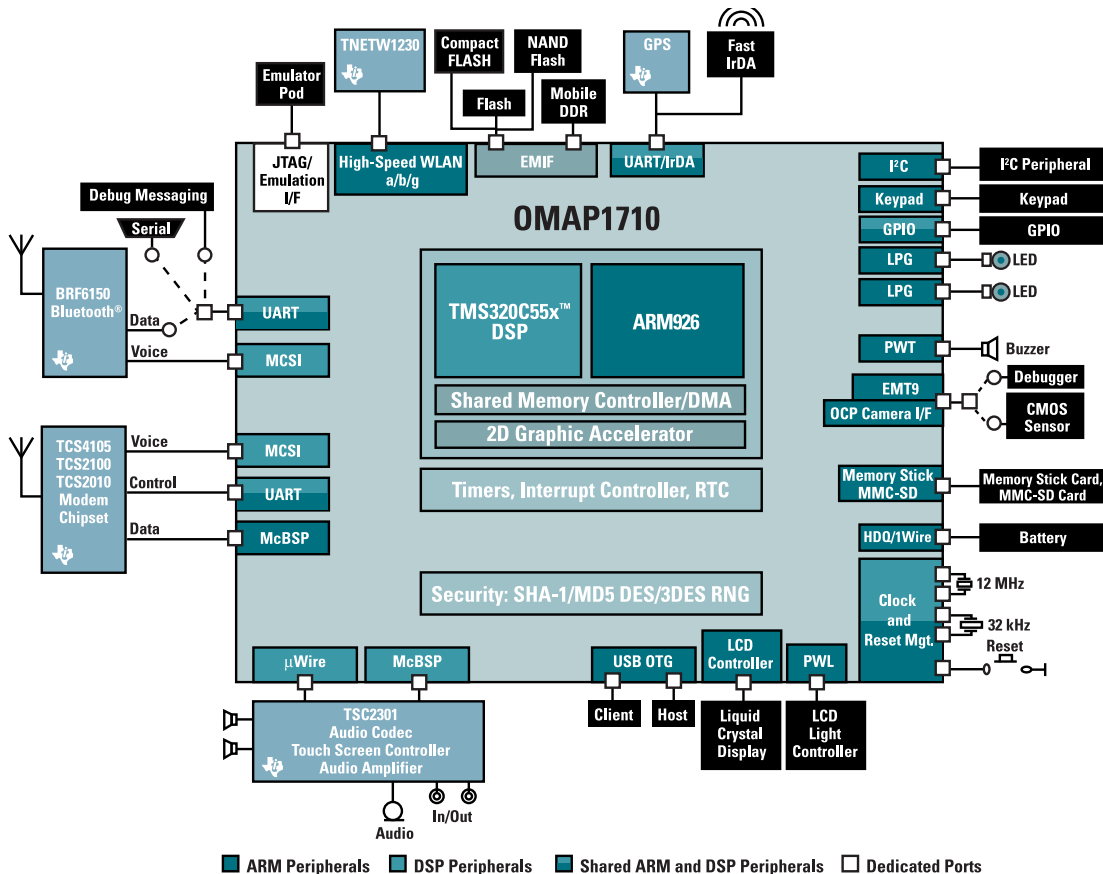 TNETW1230
Compact
FLASH
NAND
Flash
GPS
Fast
IrDA
Emulator
Pod
Flash
Mobile
DDR
JTAG/
Emulation
I/F
High-Speed WLAN
a/b/g
EMIF
UART/IrDA
OMAP1710
I²C
I²C Peripheral
Keypad
Keypad
GPIO
GPIO
LPG
LED
LPG
LED
PWT
Buzzer
EMT9
OCP Camera I/F
Debugger
CMOS
Sensor
Memory Stick
MMC-SD
Memory Stick Card,
MMC-SD Card
HDQ/1Wire
Battery
Clock
and
Reset Mgt.
12 MHz
32 kHz
Reset
Debug Messaging
Serial
BRF6150
Bluetooth®
Data
Voice
UART
MCSI
TCS4105
TCS2100
TCS2010
Modem
Chipset
Voice
Control
Data
MCSI
UART
McBSP
TMS320C55x™
DSP
ARM926
Shared Memory Controller/DMA
2D Graphic Accelerator
Timers, Interrupt Controller, RTC
Security: SHA-1/MD5 DES/3DES RNG
µWire
McBSP
USB OTG
LCD
Controller
PWL
TSC2301
Audio Codec
Touch Screen Controller
Audio Amplifier
Audio
In/Out
Client
Host
Liquid
Crystal
Display
LCD
Light
Controller
ARM Peripherals
DSP Peripherals
Shared ARM and DSP Peripherals
Dedicated Ports